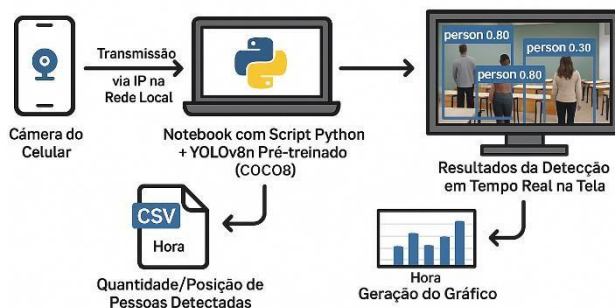 Transmissão
via IP na
Rede Local
Câmera do
Celular
Notebook com Script Python
+ YOLOv8n Pré-treinado
(COCO8)
person 0.80
person 0.30
person 0.80
Resultados da Detecção
em Tempo Real na Tela
CSV
Hora
Quantidade/Posição de
Pessoas Detectadas
Hora
Geração do Gráfico